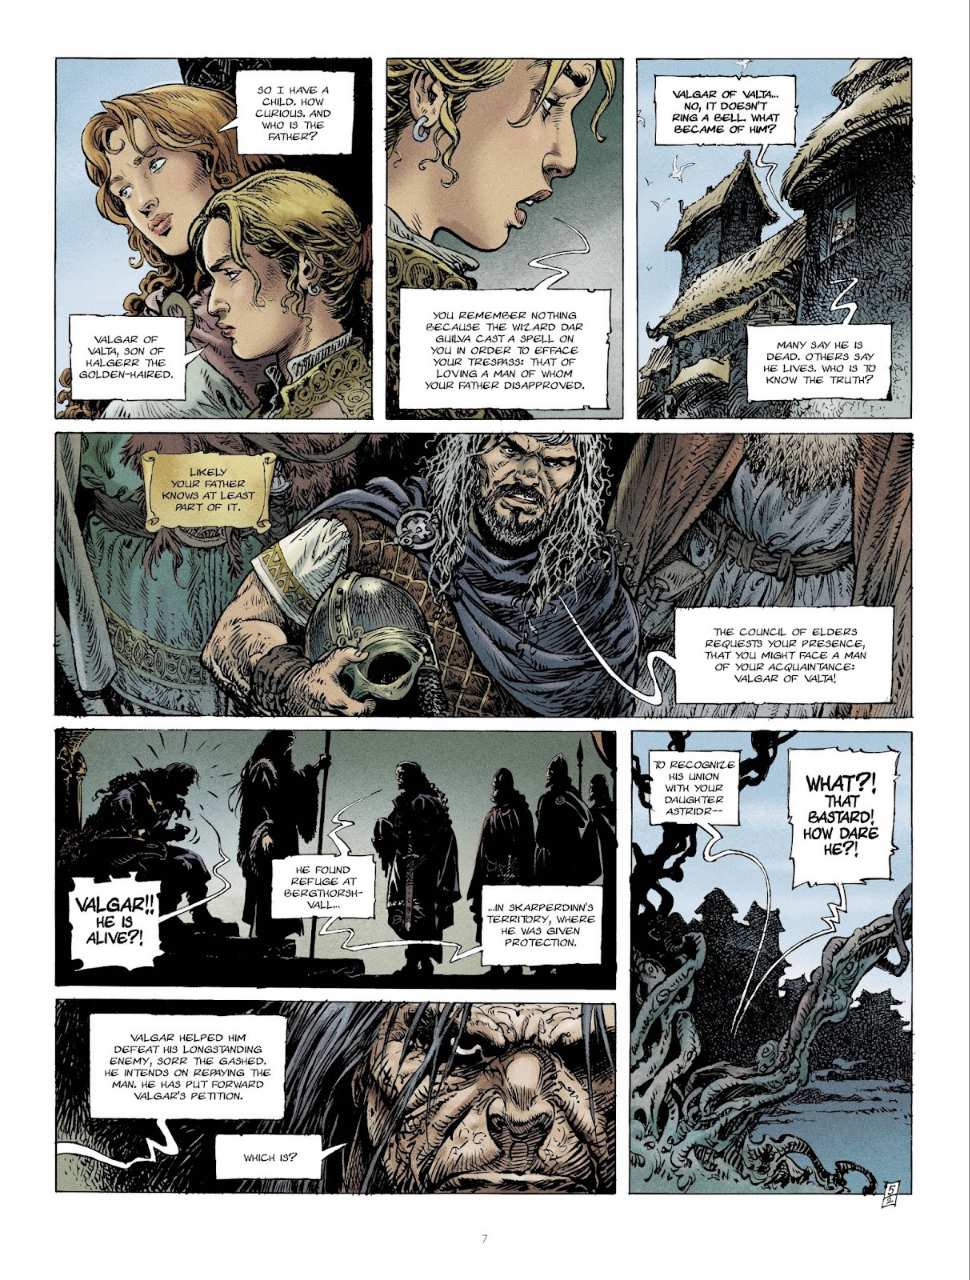 SO I HAVE A
CHILD. HOW
CURIOUS. AND
WHO IS THE
FATHER?
VALGAR OF
VALTA, SON OF
HALGERR THE
GOLDEN-HAIRED.
YOU REMEMBER NOTHING
BECAUSE THE WIZARD DAR
GUILVA CAST A SPELL ON
YOU IN ORDER TO EFFACE
YOUR TRESPASS: THAT OF
LOVING A MAN OF WHOM
YOUR FATHER DISAPPROVED.
VALGAR OF VALTA...
NO, IT DOESN'T
RING A BELL. WHAT
BECAME OF HIM?
MANY SAY HE IS
DEAD. OTHERS SAY
HE LIVES. WHO IS TO
KNOW THE TRUTH?
LIKELY
YOUR FATHER
KNOWS AT LEAST
PART OF IT.
THE COUNCIL OF ELDERS
REQUESTS YOUR PRESENCE,
THAT YOU MIGHT FACE A MAN
OF YOUR ACQUAINTANCE:
VALGAR OF VALTA!
VALGAR!!
HE IS
ALIVE?!
HE FOUND
REFUGE AT
BERGTHORSH-
VALL...
...IN SKARPERDINN'S
TERRITORY, WHERE
HE WAS GIVEN
PROTECTION.
VALGAR HELPED HIM
DEFEAT HIS LONGSTANDING
ENEMY, SORR THE GASHED.
HE INTENDS ON REPAYING THE
MAN. HE HAS PUT FORWARD
VALGAR'S PETITION.
WHICH IS?
TO RECOGNIZE
HIS UNION
WITH YOUR
DAUGHTER
ASTRIDR--
WHAT?!
THAT
BASTARD!
HOW DARE
HE?!
5
2
7